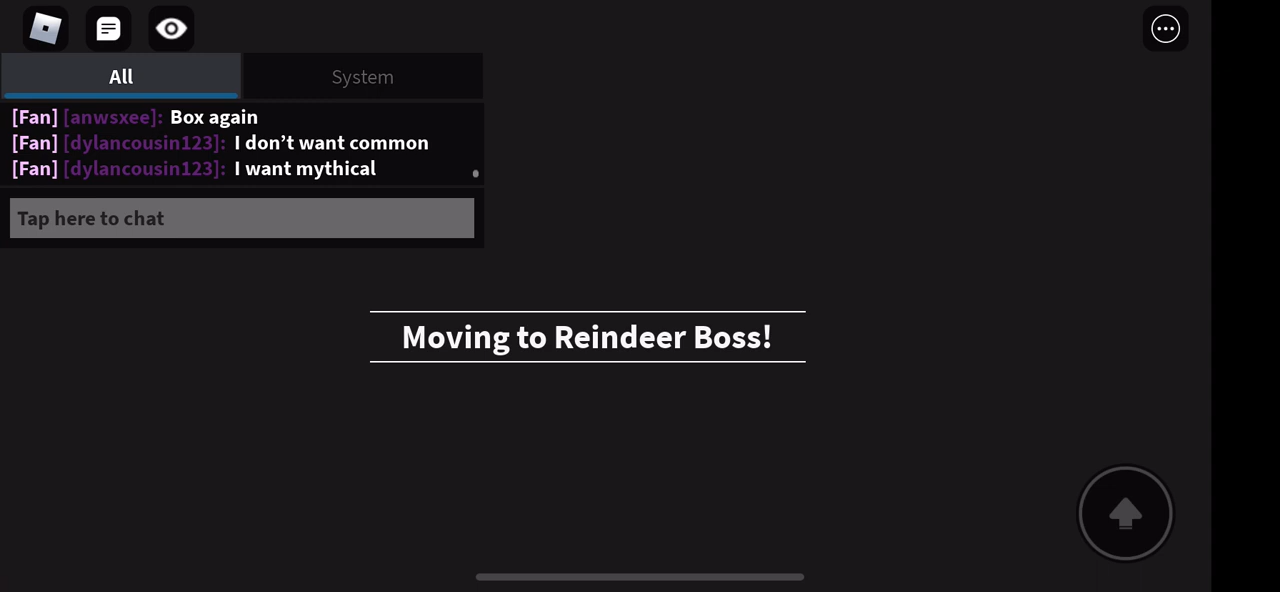 All
System
[Fan] [anwsxee]: Box again
[Fan] [dylancousin123]: I don’t want common
[Fan] [dylancousin123]: I want mythical
Tap here to chat
Moving to Reindeer Boss!